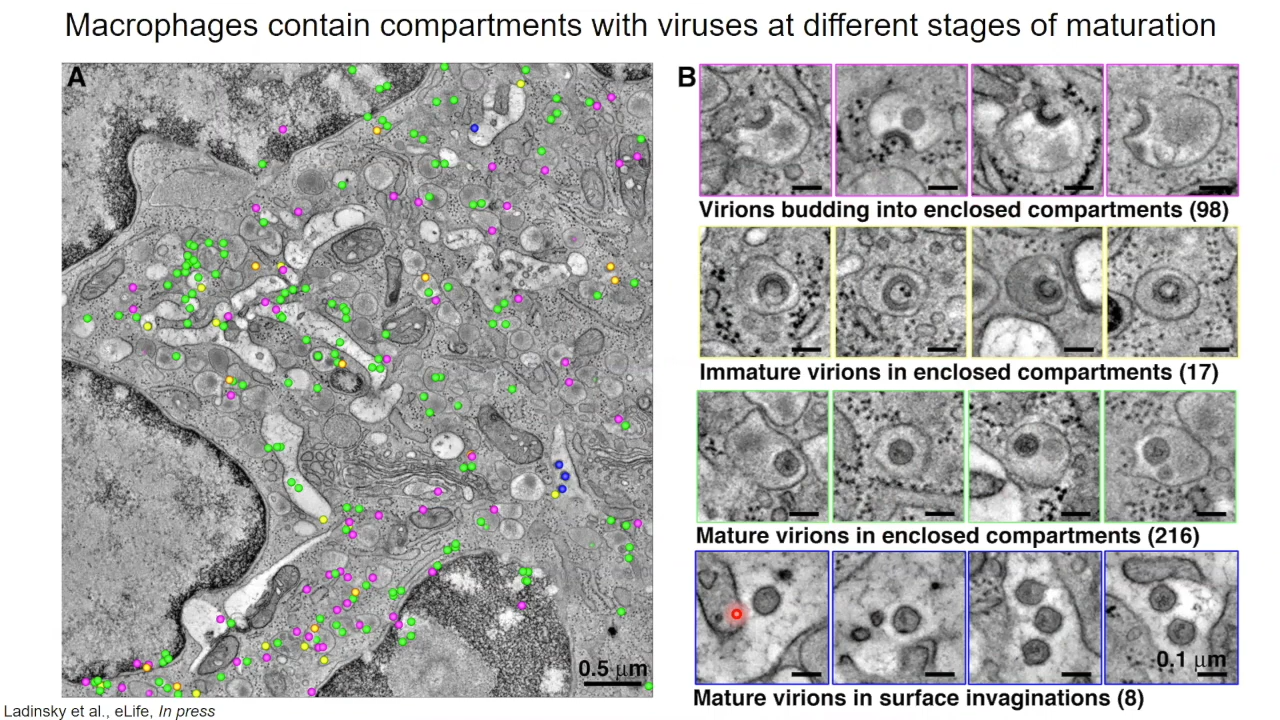 Macrophages contain compartments with viruses at different stages of maturation
A
B
Virions budding into enclosed compartments (98)
Immature virions in enclosed compartments (17)
Mature virions in enclosed compartments (216)
0.5 μm
0.1 μm
Mature virions in surface invaginations (8)
Ladinsky et al., eLife, In press